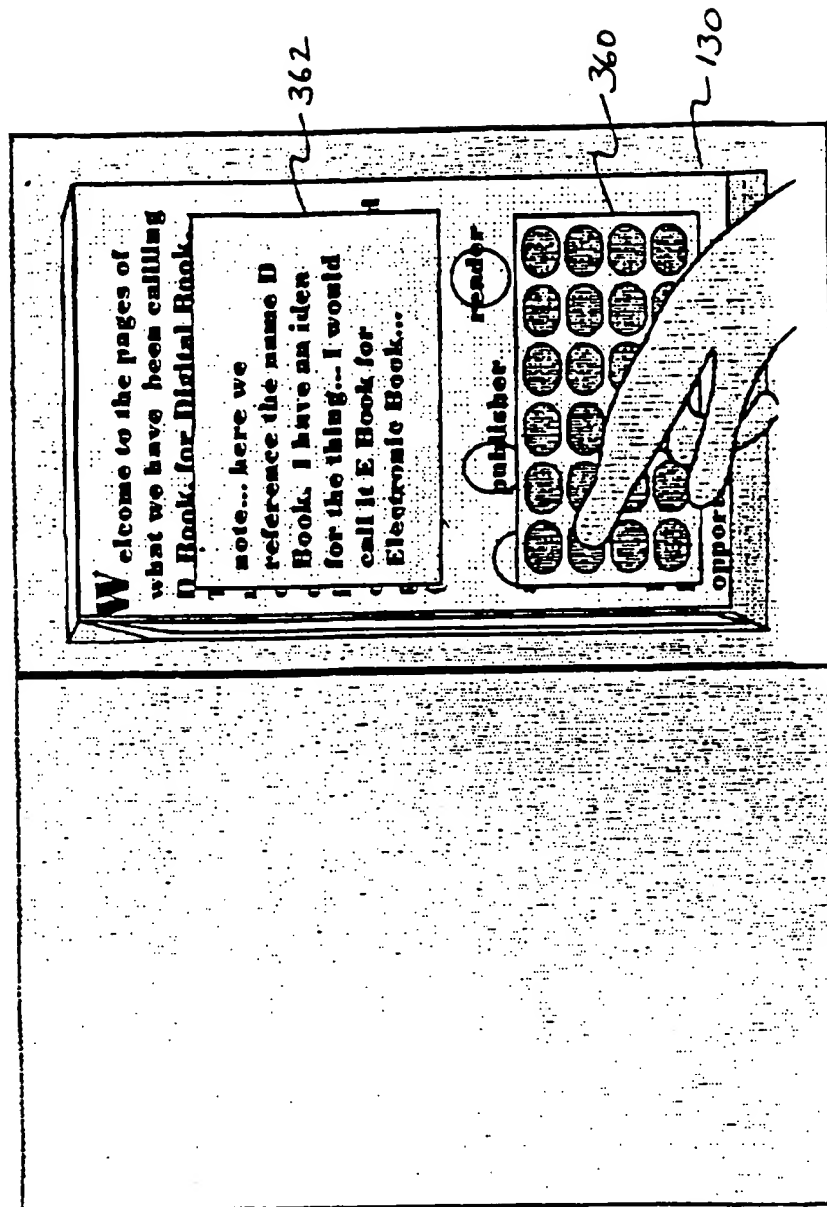 Welcome to the pages of
what we have been callling
D Book, for Digital Book.
note... here we
reference the name D
Book. I have an idea
for the thing... I would
call it E Book for
Electronic Book...
publisher
reader
oppor
362
360
130